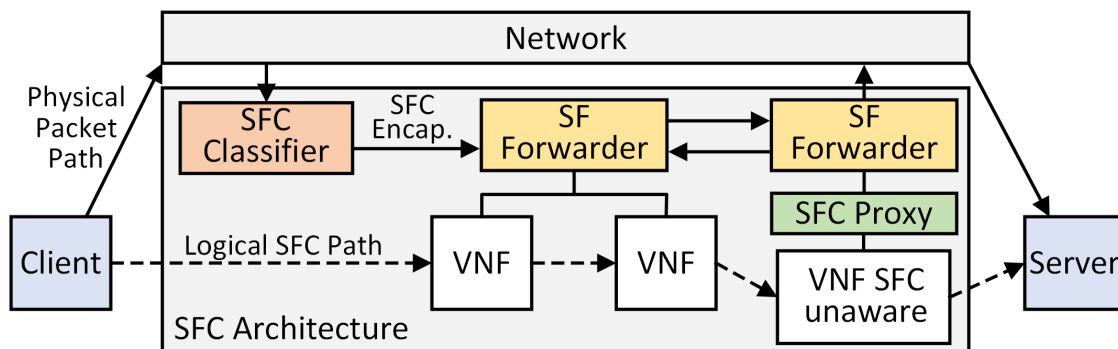 Network
Physical
Packet
Path
SFC
Classifier
SFC
Encap.
SF
Forwarder
SF
Forwarder
SFC Proxy
Client
Logical SFC Path
VNF
VNF
VNF SFC
unaware
Server
SFC Architecture